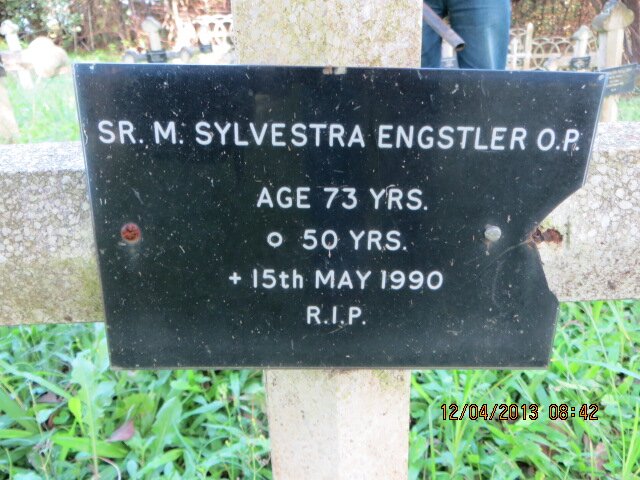 SR. M. SYLVESTRA ENGSTLER O.P.
AGE 73 YRS.
o 50 YRS.
+ 15th MAY 1990
R.I.P.
12/04/2013 08:42